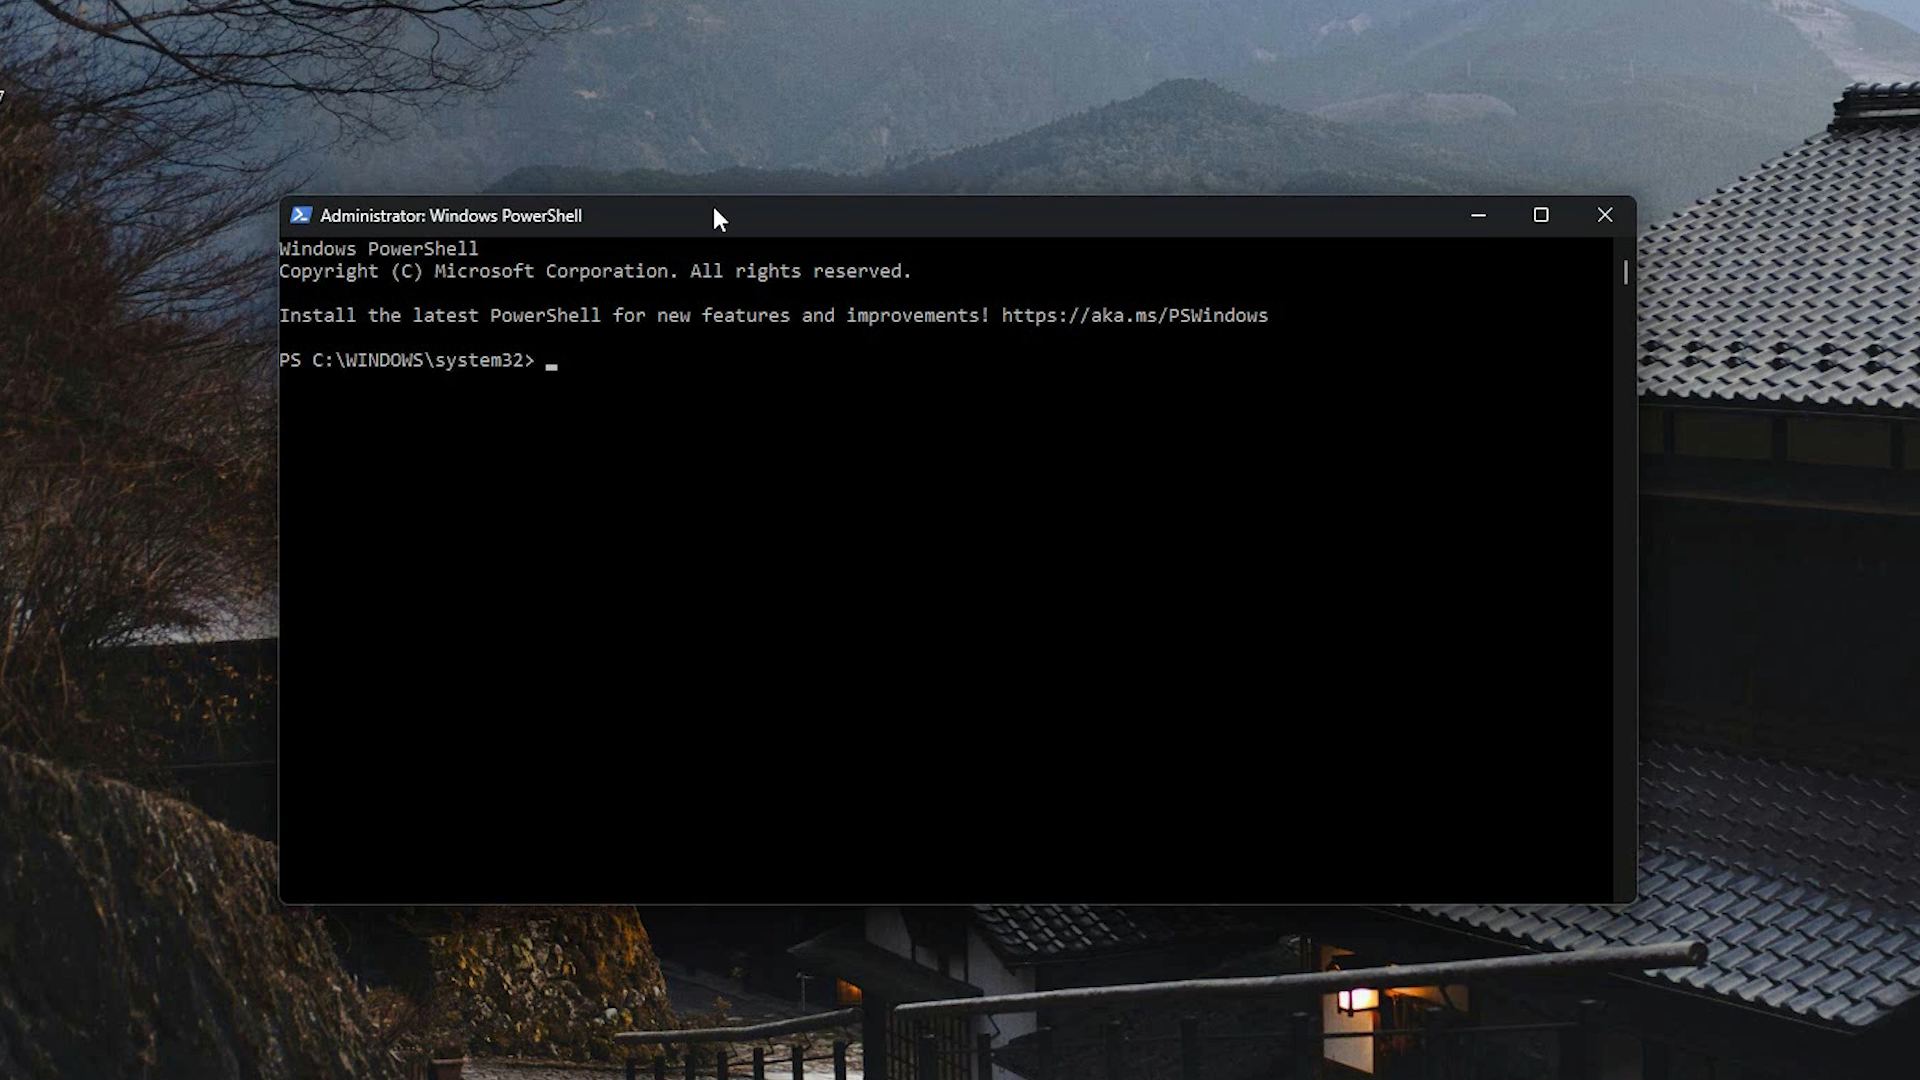 Administrator: Windows PowerShell
Windows PowerShell
Copyright (C) Microsoft Corporation. All rights reserved.
Install the latest PowerShell for new features and improvements! https://aka.ms/PSWindows
PS C:\WINDOWS\system32>